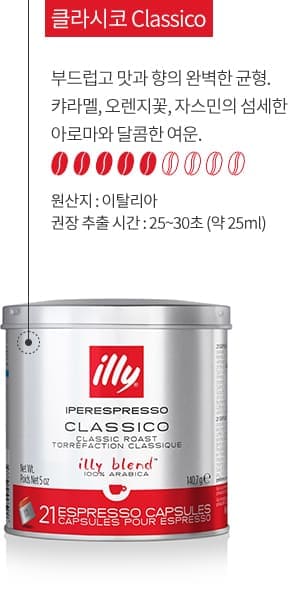 클라시코 Classico
부드럽고 맛과 향의 완벽한 균형.
캬라멜, 오렌지꽃, 자스민의 섬세한
아로마와 달콤한 여운.
원산지 : 이탈리아
권장 추출 시간 : 25~30초 (약 25ml)
illy
IPERESPRESSO
CLASSICO
CLASSIC ROAST
TORRÉFACTION CLASSIQUE
illy blend™
100% ARABICA
Net Wt.
Poids Net 5 oz
140,7g ℮
21 ESPRESSO CAPSULES
CAPSULES POUR ESPRESSO